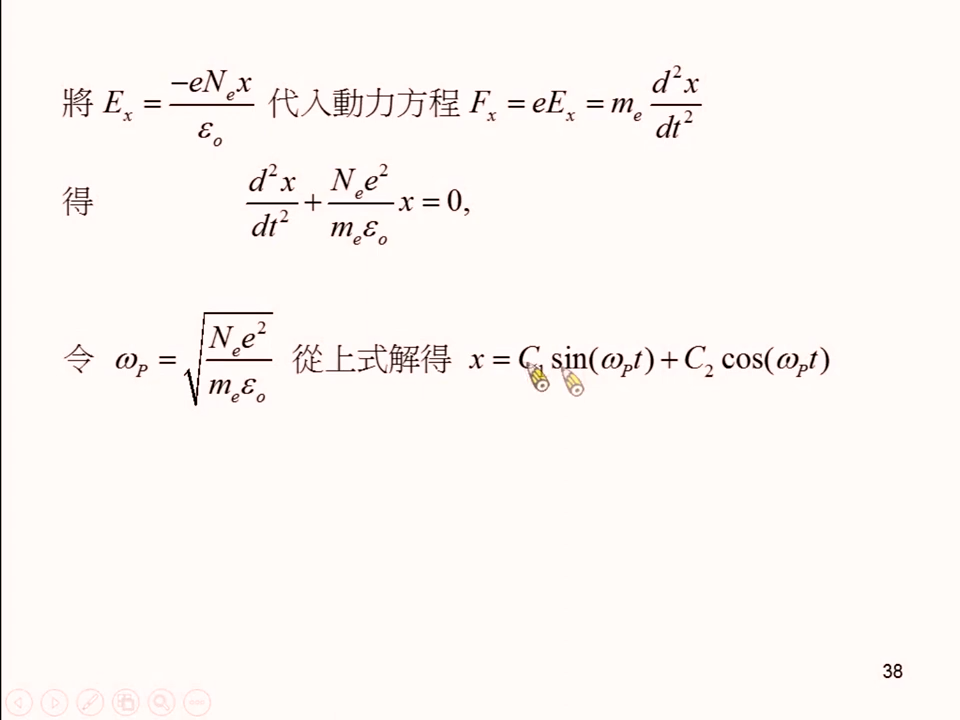 將 E_x = −eN_e x / ε_o 代入動力方程 F_x = eE_x = m_e d²x/dt²
得 d²x/dt² + N_e e²/(m_e ε_o) x = 0,
令 ω_P = √(N_e e²/(m_e ε_o)) 從上式解得 x = C_1 sin(ω_P t) + C_2 cos(ω_P t)
38